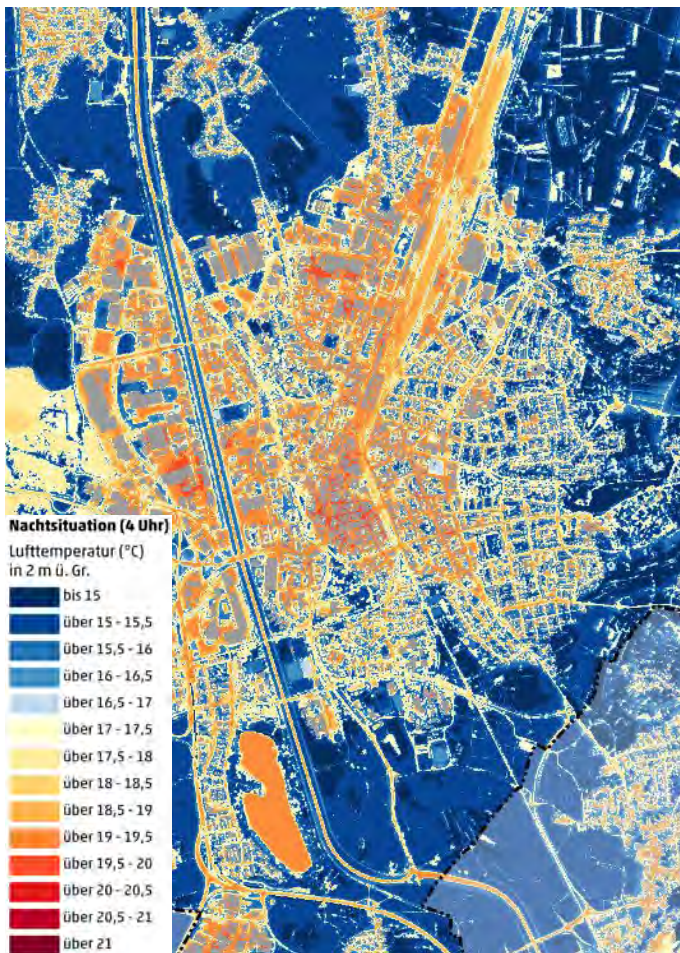 Nachtsituation (4 Uhr)
Lufttemperatur (°C)
in 2 m ü. Gr.
bis 15
über 15 - 15,5
über 15,5 - 16
über 16 - 16,5
über 16,5 - 17
über 17 - 17,5
über 17,5 - 18
über 18 - 18,5
über 18,5 - 19
über 19 - 19,5
über 19,5 - 20
über 20 - 20,5
über 20,5 - 21
über 21